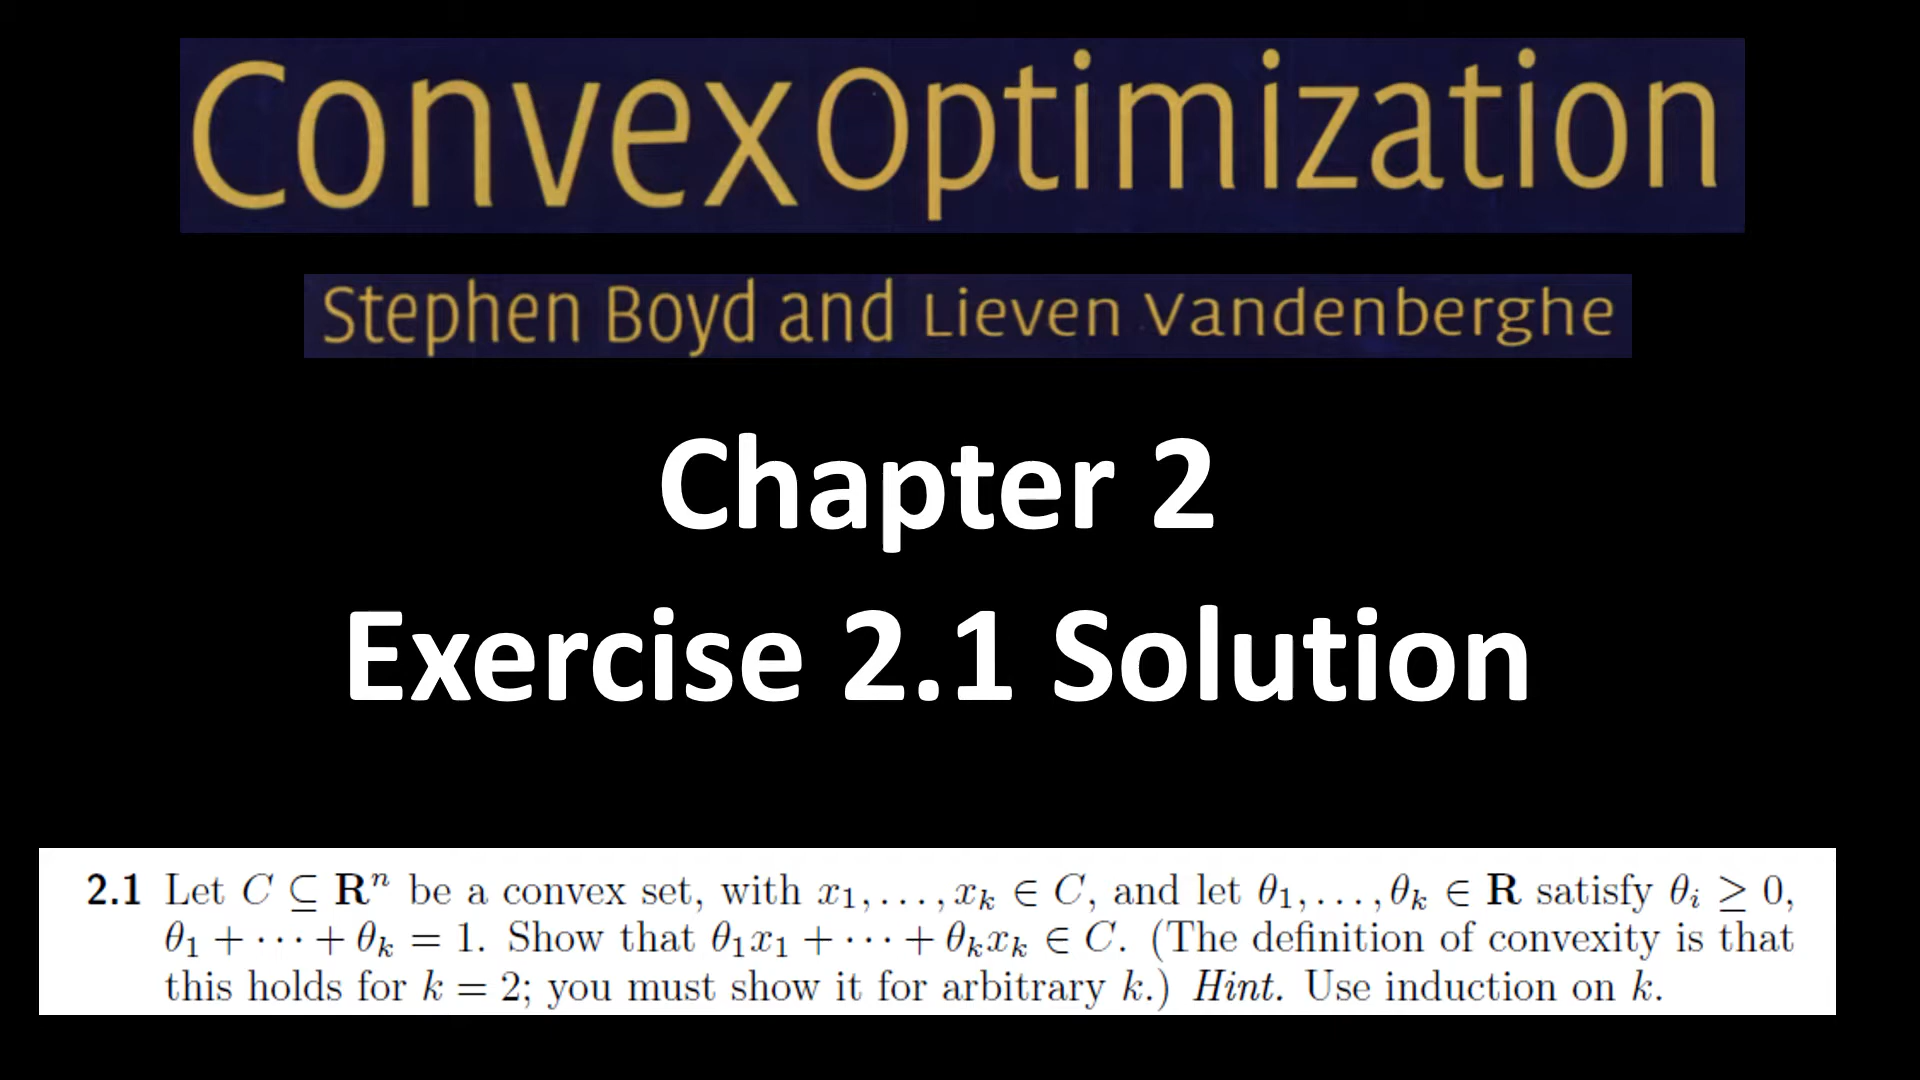 Convex Optimization
Stephen Boyd and Lieven Vandenberghe
Chapter 2
Exercise 2.1 Solution
2.1 Let C ⊆ Rⁿ be a convex set, with x₁, . . . , xₖ ∈ C, and let θ₁, . . . , θₖ ∈ R satisfy θᵢ ≥ 0,
θ₁ + · · · + θₖ = 1. Show that θ₁x₁ + · · · + θₖxₖ ∈ C. (The definition of convexity is that
this holds for k = 2; you must show it for arbitrary k.) Hint. Use induction on k.